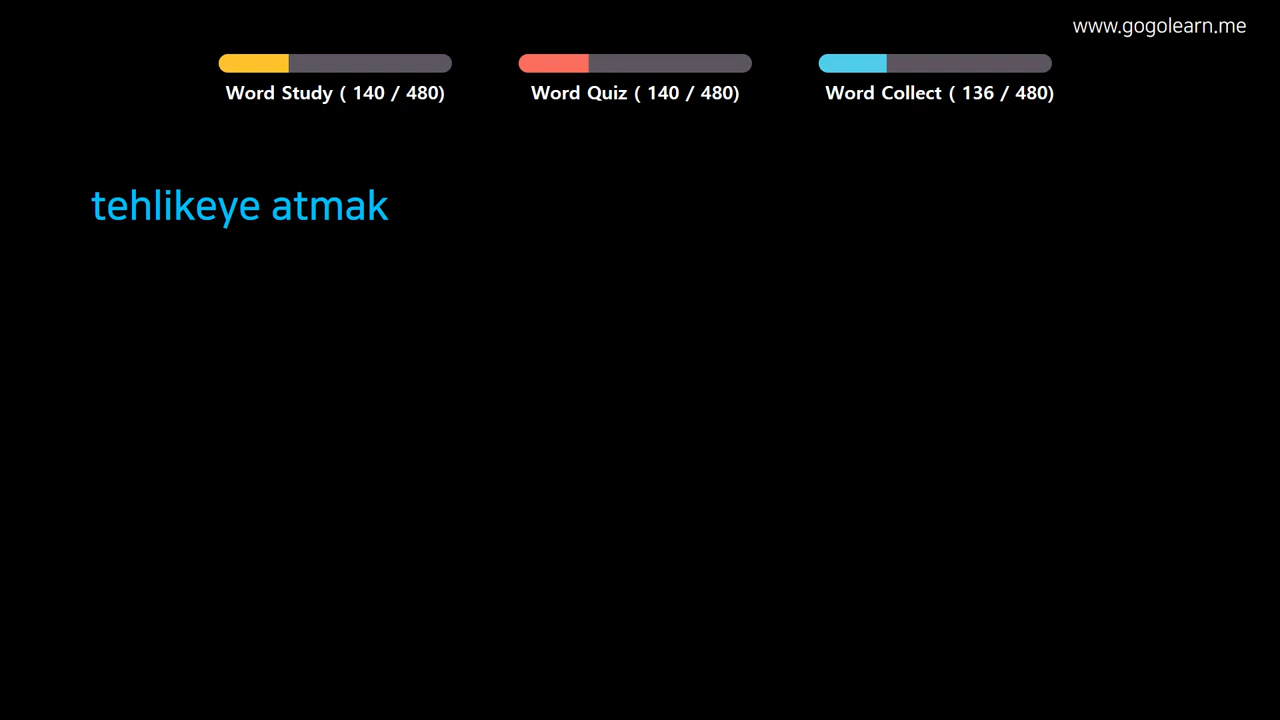 www.gogolearn.me
Word Study ( 140 / 480)
Word Quiz ( 140 / 480)
Word Collect ( 136 / 480)
tehlikeye atmak